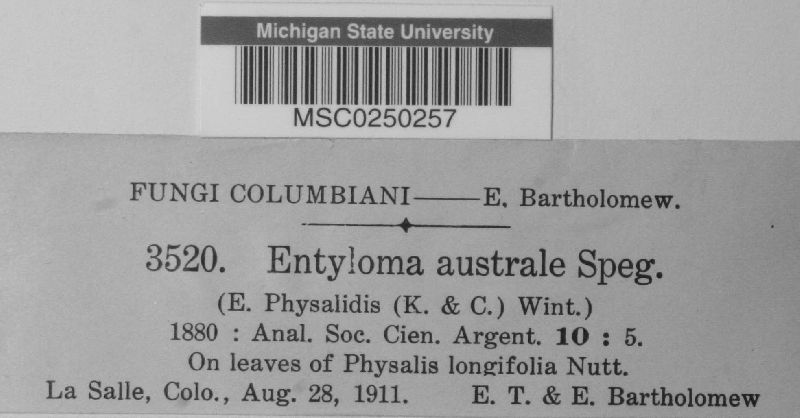 Michigan State University
MSC0250257
FUNGI COLUMBIANI——E. Bartholomew.
3520. Entyloma australe Speg.
(E. Physalidis (K. & C.) Wint.)
1880 : Anal. Soc. Cien. Argent. 10 : 5.
On leaves of Physalis longifolia Nutt.
La Salle, Colo., Aug. 28, 1911. E. T. & E. Bartholomew